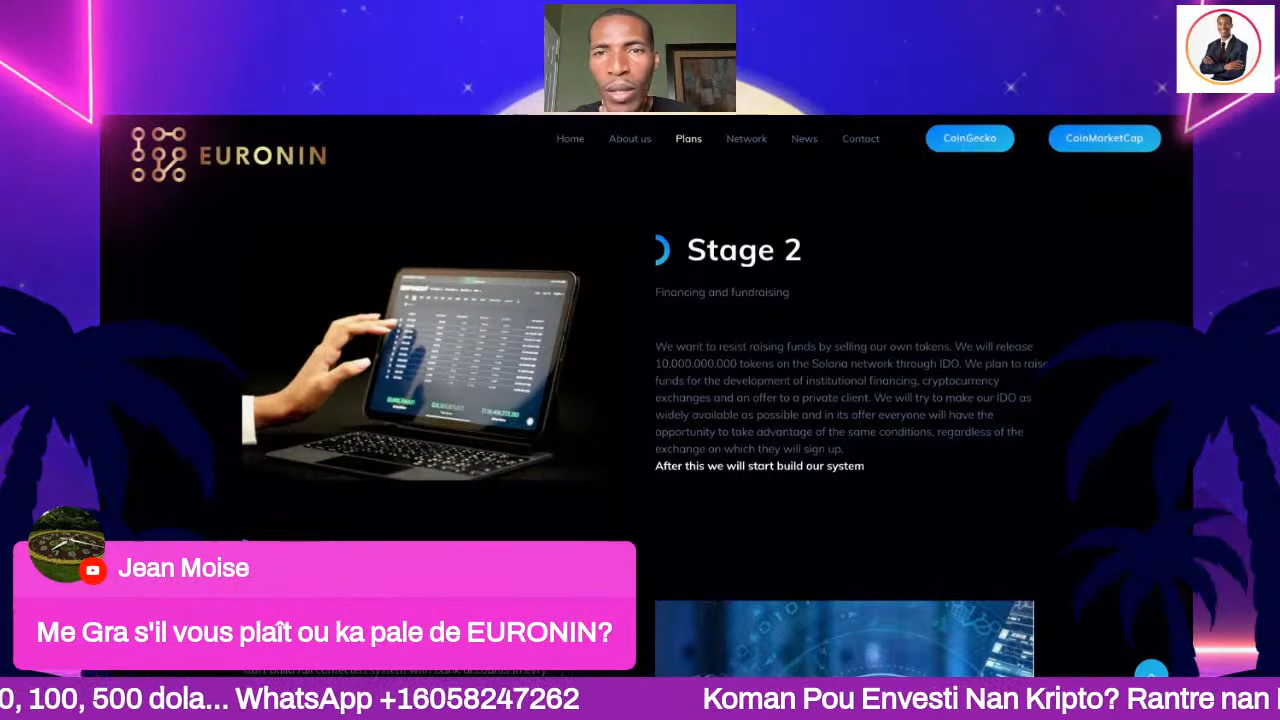 EURONIN
Home About us Plans Network News Contact CoinGecko CoinMarketCap
Stage 2
Financing and fundraising
We want to resist raising funds by selling our own tokens. We will release
10,000,000,000 tokens on the Solana network through IDO. We plan to raise
funds for the development of institutional financing, cryptocurrency
exchanges and an offer to a private client. We will try to make our IDO as
widely available as possible and in its offer everyone will have the
opportunity to take advantage of the same conditions, regardless of the
exchange on which they will sign up.
After this we will start build our system
Jean Moise
Me Gra s'il vous plaît ou ka pale de EURONIN?
0, 100, 500 dola... WhatsApp +16058247262 Koman Pou Envesti Nan Kripto? Rantre nan